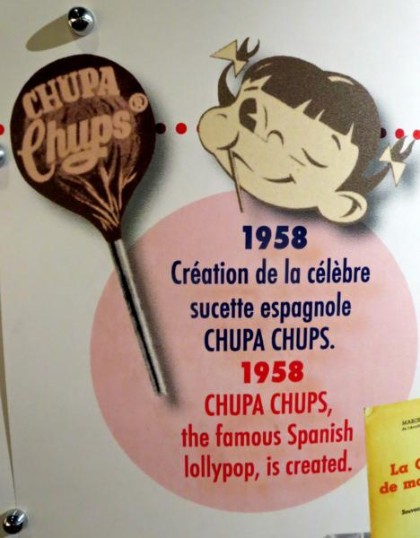 CHUPA
Chups®
1958
Création de la célèbre
sucette espagnole
CHUPA CHUPS.
1958
CHUPA CHUPS,
the famous Spanish
lollypop, is created.
La
de